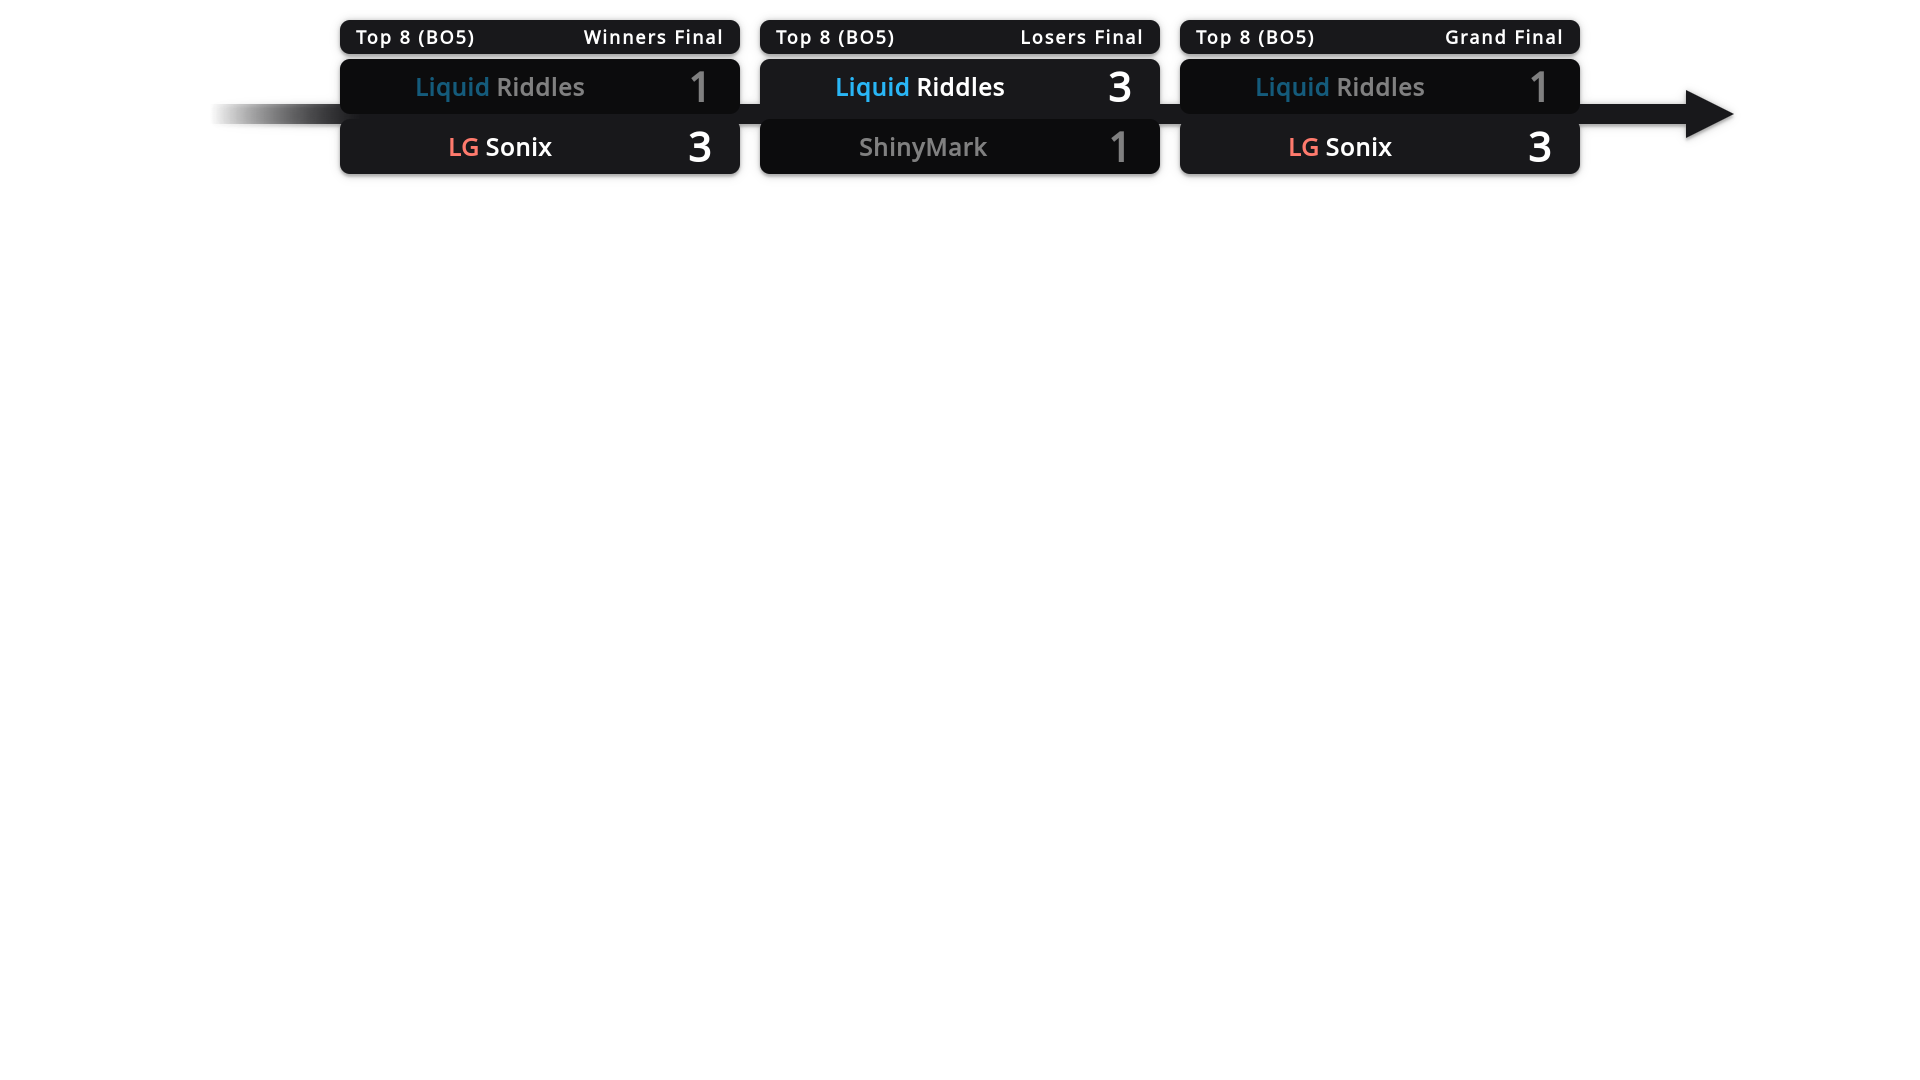 Top 8 (BO5) Winners Final
Liquid Riddles 1
LG Sonix 3
Top 8 (BO5) Losers Final
Liquid Riddles 3
ShinyMark 1
Top 8 (BO5) Grand Final
Liquid Riddles 1
LG Sonix 3